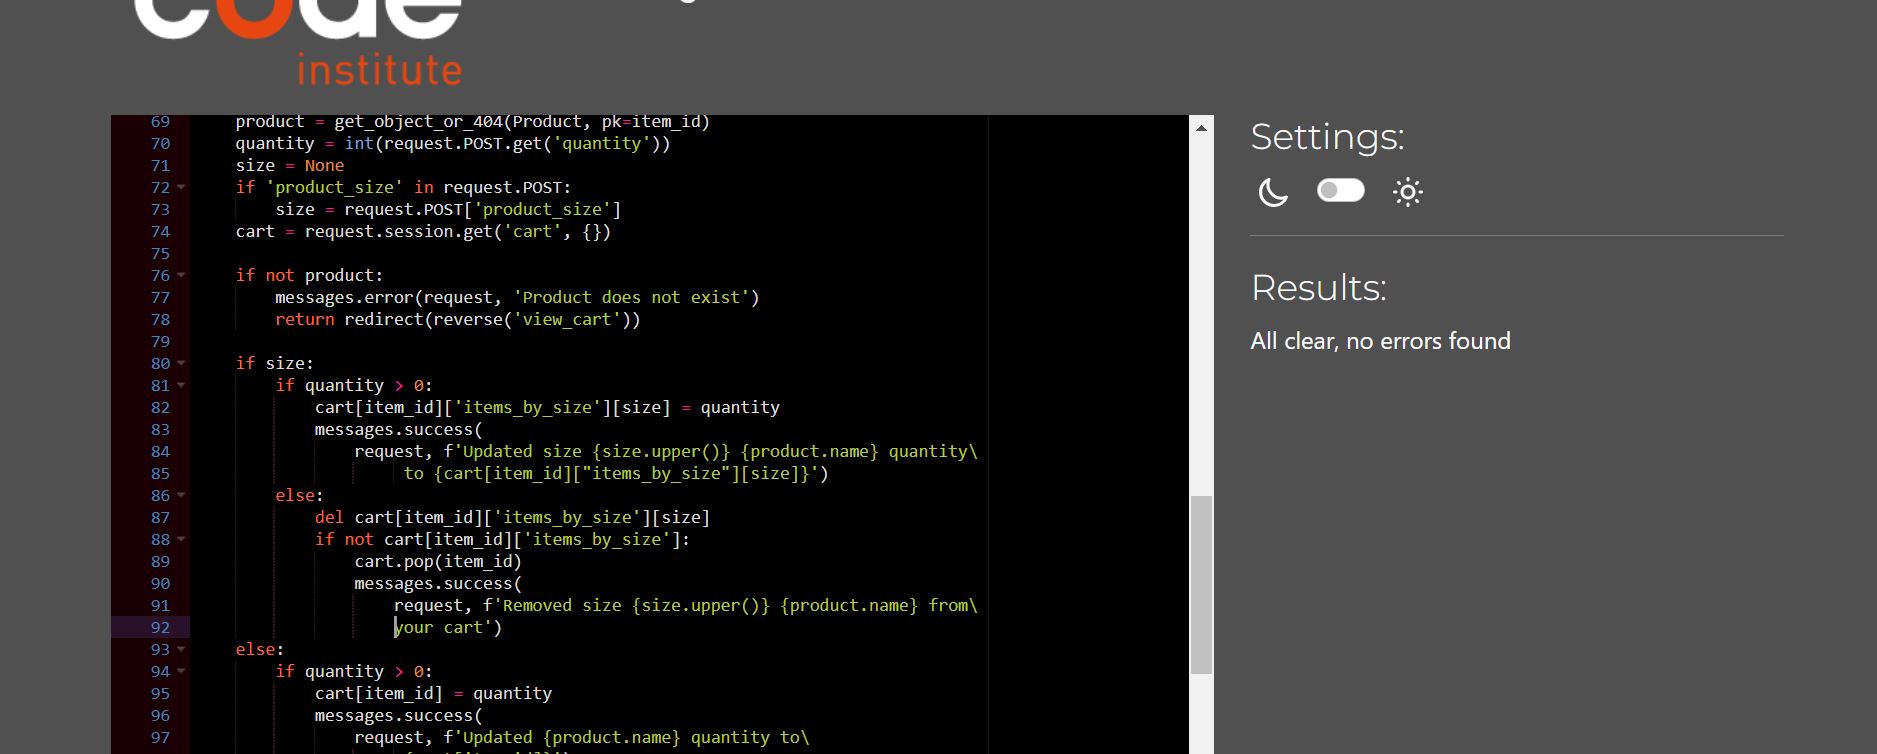 code
institute
69 product = get_object_or_404(Product, pk=item_id)
70 quantity = int(request.POST.get('quantity'))
71 size = None
72 if 'product_size' in request.POST:
73 size = request.POST['product_size']
74 cart = request.session.get('cart', {})
75
76 if not product:
77 messages.error(request, 'Product does not exist')
78 return redirect(reverse('view_cart'))
79
80 if size:
81 if quantity > 0:
82 cart[item_id]['items_by_size'][size] = quantity
83 messages.success(
84 request, f'Updated size {size.upper()} {product.name} quantity\
85 to {cart[item_id]["items_by_size"][size]}')
86 else:
87 del cart[item_id]['items_by_size'][size]
88 if not cart[item_id]['items_by_size']:
89 cart.pop(item_id)
90 messages.success(
91 request, f'Removed size {size.upper()} {product.name} from\
92 your cart')
93 else:
94 if quantity > 0:
95 cart[item_id] = quantity
96 messages.success(
97 request, f'Updated {product.name} quantity to\
Settings:
Results:
All clear, no errors found